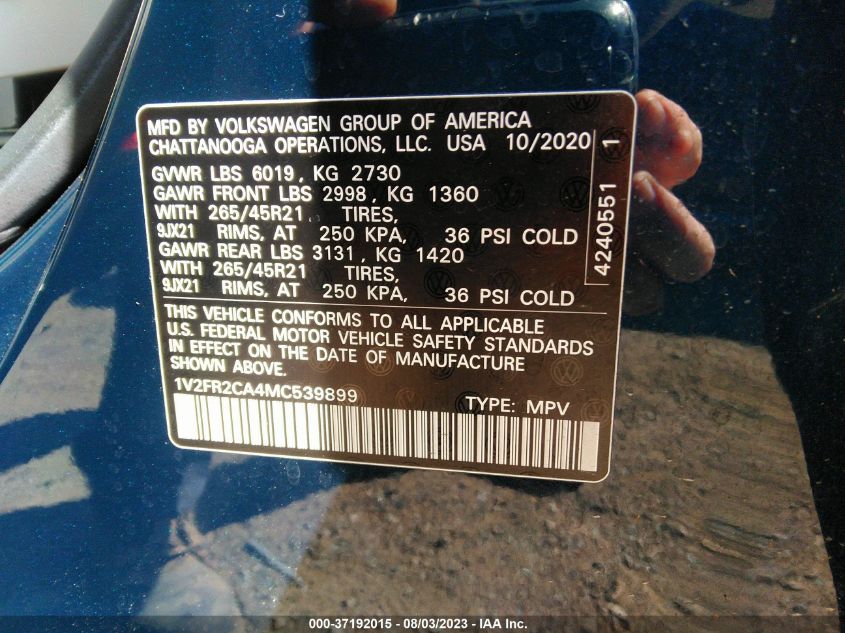 MFD BY VOLKSWAGEN GROUP OF AMERICA
CHATTANOOGA OPERATIONS, LLC. USA 10/2020
GVWR LBS 6019, KG 2730
GAWR FRONT LBS 2998, KG 1360
WITH 265/45R21 TIRES,
9JX21 RIMS, AT 250 KPA, 36 PSI COLD
GAWR REAR LBS 3131, KG 1420
WITH 265/45R21 TIRES,
9JX21 RIMS, AT 250 KPA, 36 PSI COLD
4240551 1
THIS VEHICLE CONFORMS TO ALL APPLICABLE
U.S. FEDERAL MOTOR VEHICLE SAFETY STANDARDS
IN EFFECT ON THE DATE OF MANUFACTURE
SHOWN ABOVE.
1V2FR2CA4MC539899 TYPE: MPV
000-37192015 - 08/03/2023 - IAA Inc.